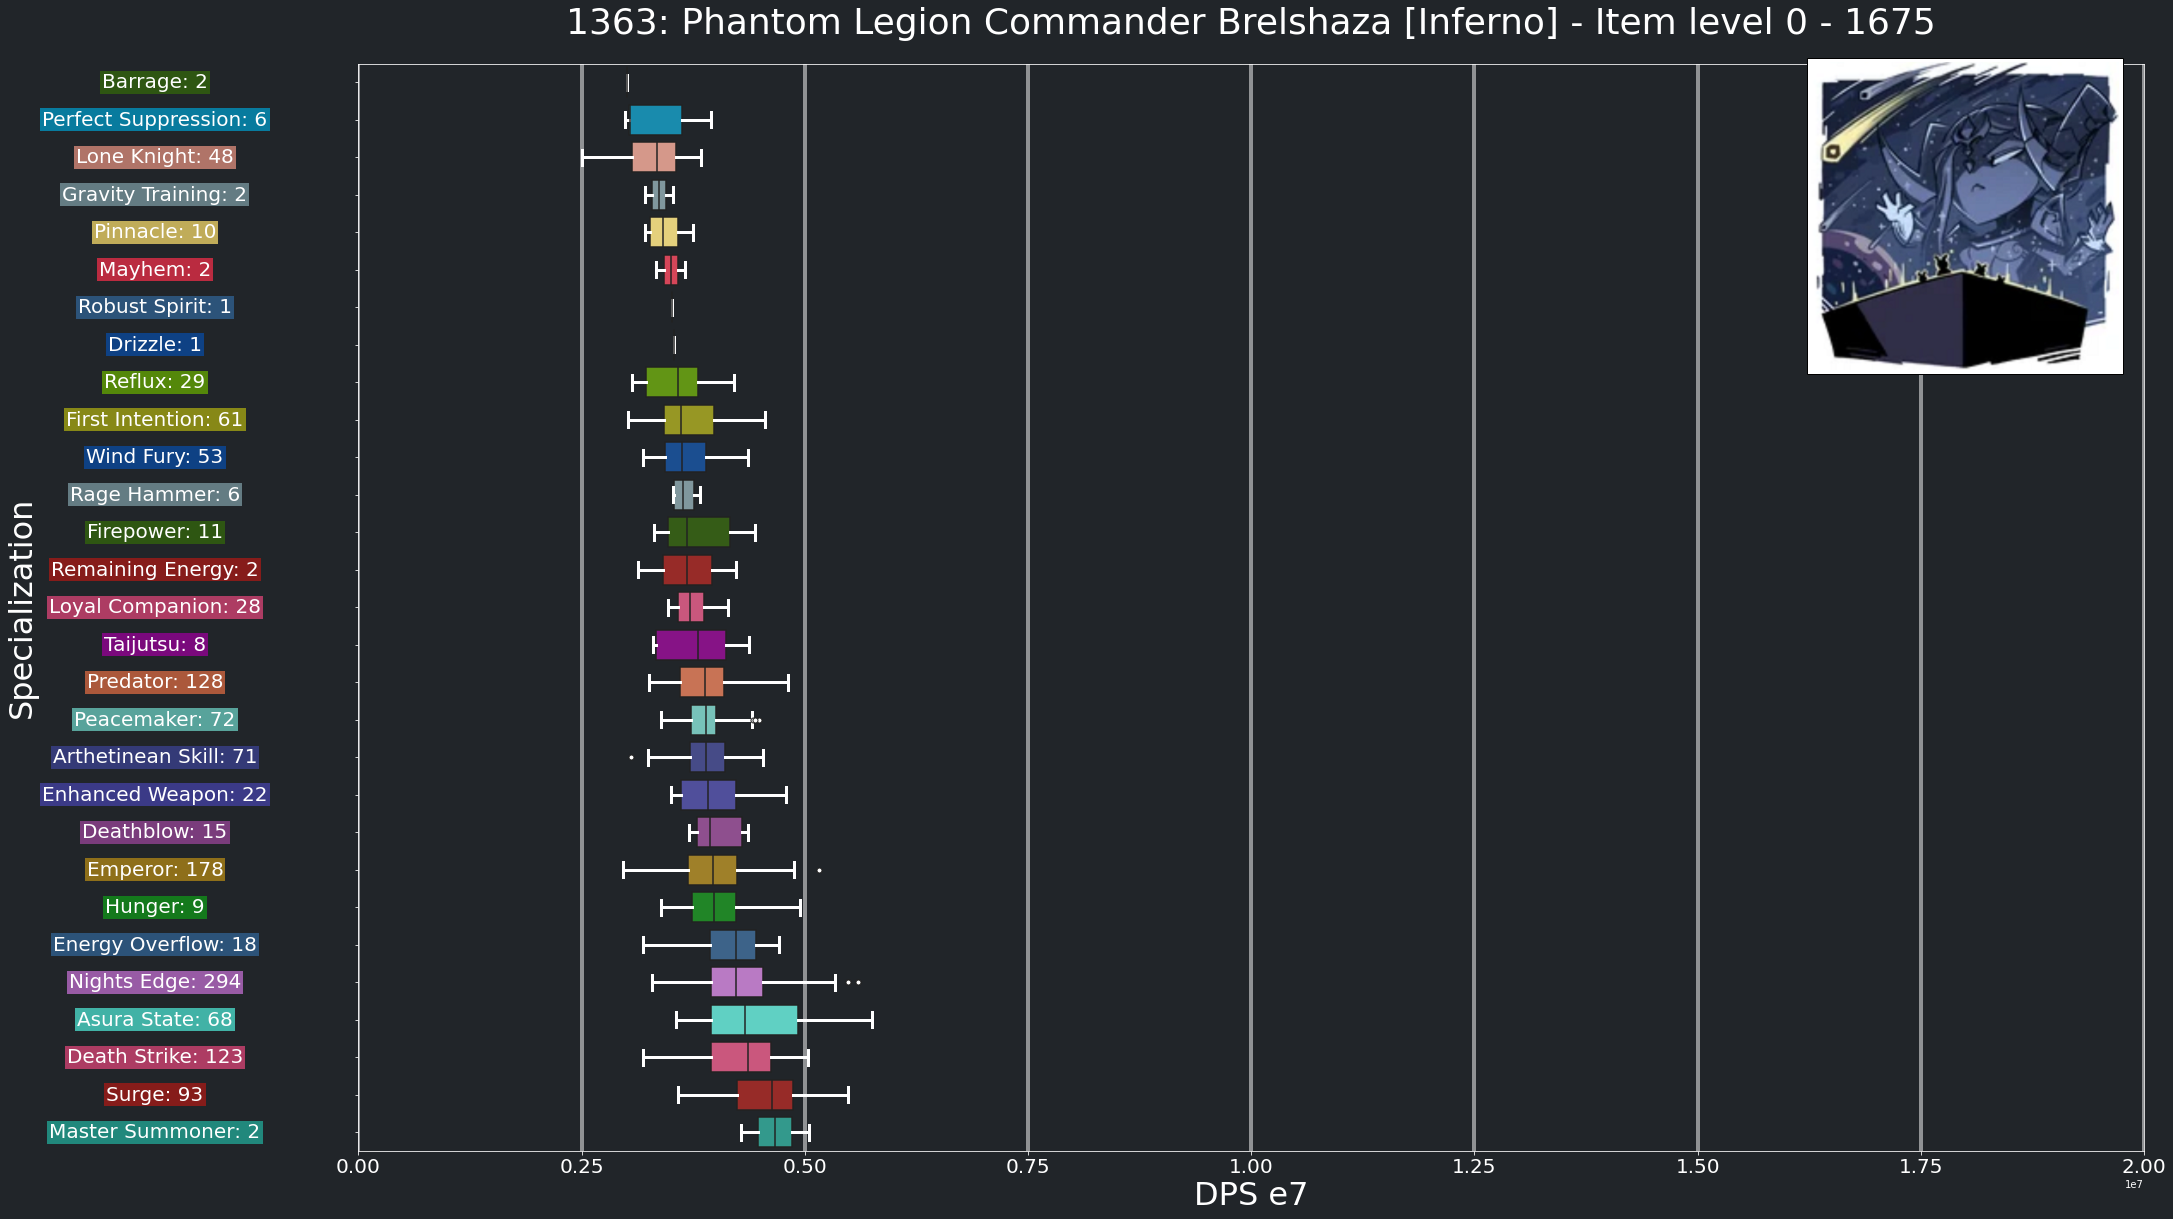 1363: Phantom Legion Commander Brelshaza [Inferno] - Item level 0 - 1675
Specialization
Barrage: 2
Perfect Suppression: 6
Lone Knight: 48
Gravity Training: 2
Pinnacle: 10
Mayhem: 2
Robust Spirit: 1
Drizzle: 1
Reflux: 29
First Intention: 61
Wind Fury: 53
Rage Hammer: 6
Firepower: 11
Remaining Energy: 2
Loyal Companion: 28
Taijutsu: 8
Predator: 128
Peacemaker: 72
Arthetinean Skill: 71
Enhanced Weapon: 22
Deathblow: 15
Emperor: 178
Hunger: 9
Energy Overflow: 18
Nights Edge: 294
Asura State: 68
Death Strike: 123
Surge: 93
Master Summoner: 2
0.00 0.25 0.50 0.75 1.00 1.25 1.50 1.75 2.00
1e7
DPS e7